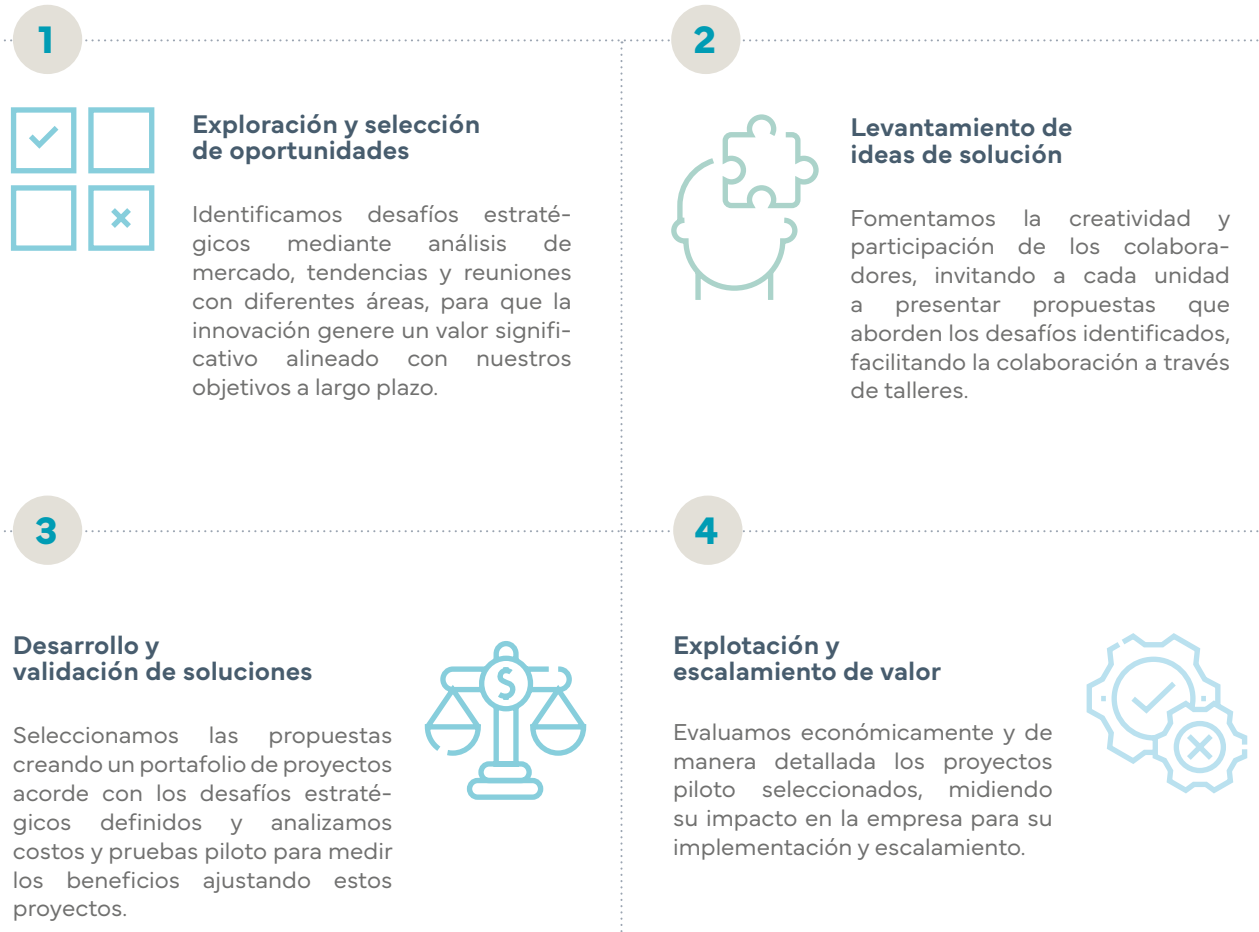 1
Exploración y selección
de oportunidades
Identificamos desafíos estraté-
gicos mediante análisis de
mercado, tendencias y reuniones
con diferentes áreas, para que la
innovación genere un valor signifi-
cativo alineado con nuestros
objetivos a largo plazo.
2
Levantamiento de
ideas de solución
Fomentamos la creatividad y
participación de los colabora-
dores, invitando a cada unidad
a presentar propuestas que
aborden los desafíos identificados,
facilitando la colaboración a través
de talleres.
3
Desarrollo y
validación de soluciones
Seleccionamos las propuestas
creando un portafolio de proyectos
acorde con los desafíos estraté-
gicos definidos y analizamos
costos y pruebas piloto para medir
los beneficios ajustando estos
proyectos.
$
4
Explotación y
escalamiento de valor
Evaluamos económicamente y de
manera detallada los proyectos
piloto seleccionados, midiendo
su impacto en la empresa para su
implementación y escalamiento.